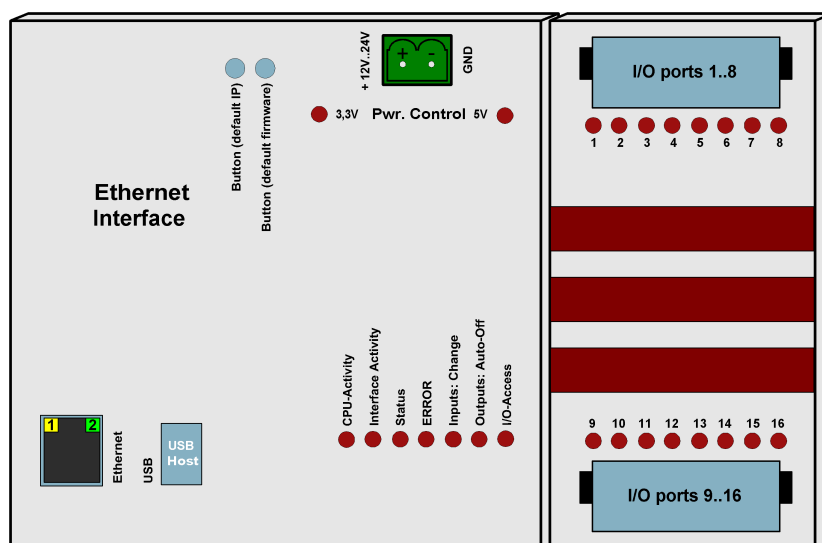 + 12V..24V
+ -
GND
I/O ports 1..8
3,3V Pwr. Control 5V
1 2 3 4 5 6 7 8
Button (default IP)
Button (default firmware)
Ethernet
Interface
CPU-Activity
Interface Activity
Status
ERROR
Inputs: Change
Outputs: Auto-Off
I/O-Access
9 10 11 12 13 14 15 16
1 2
Ethernet
USB
USB
Host
I/O ports 9..16